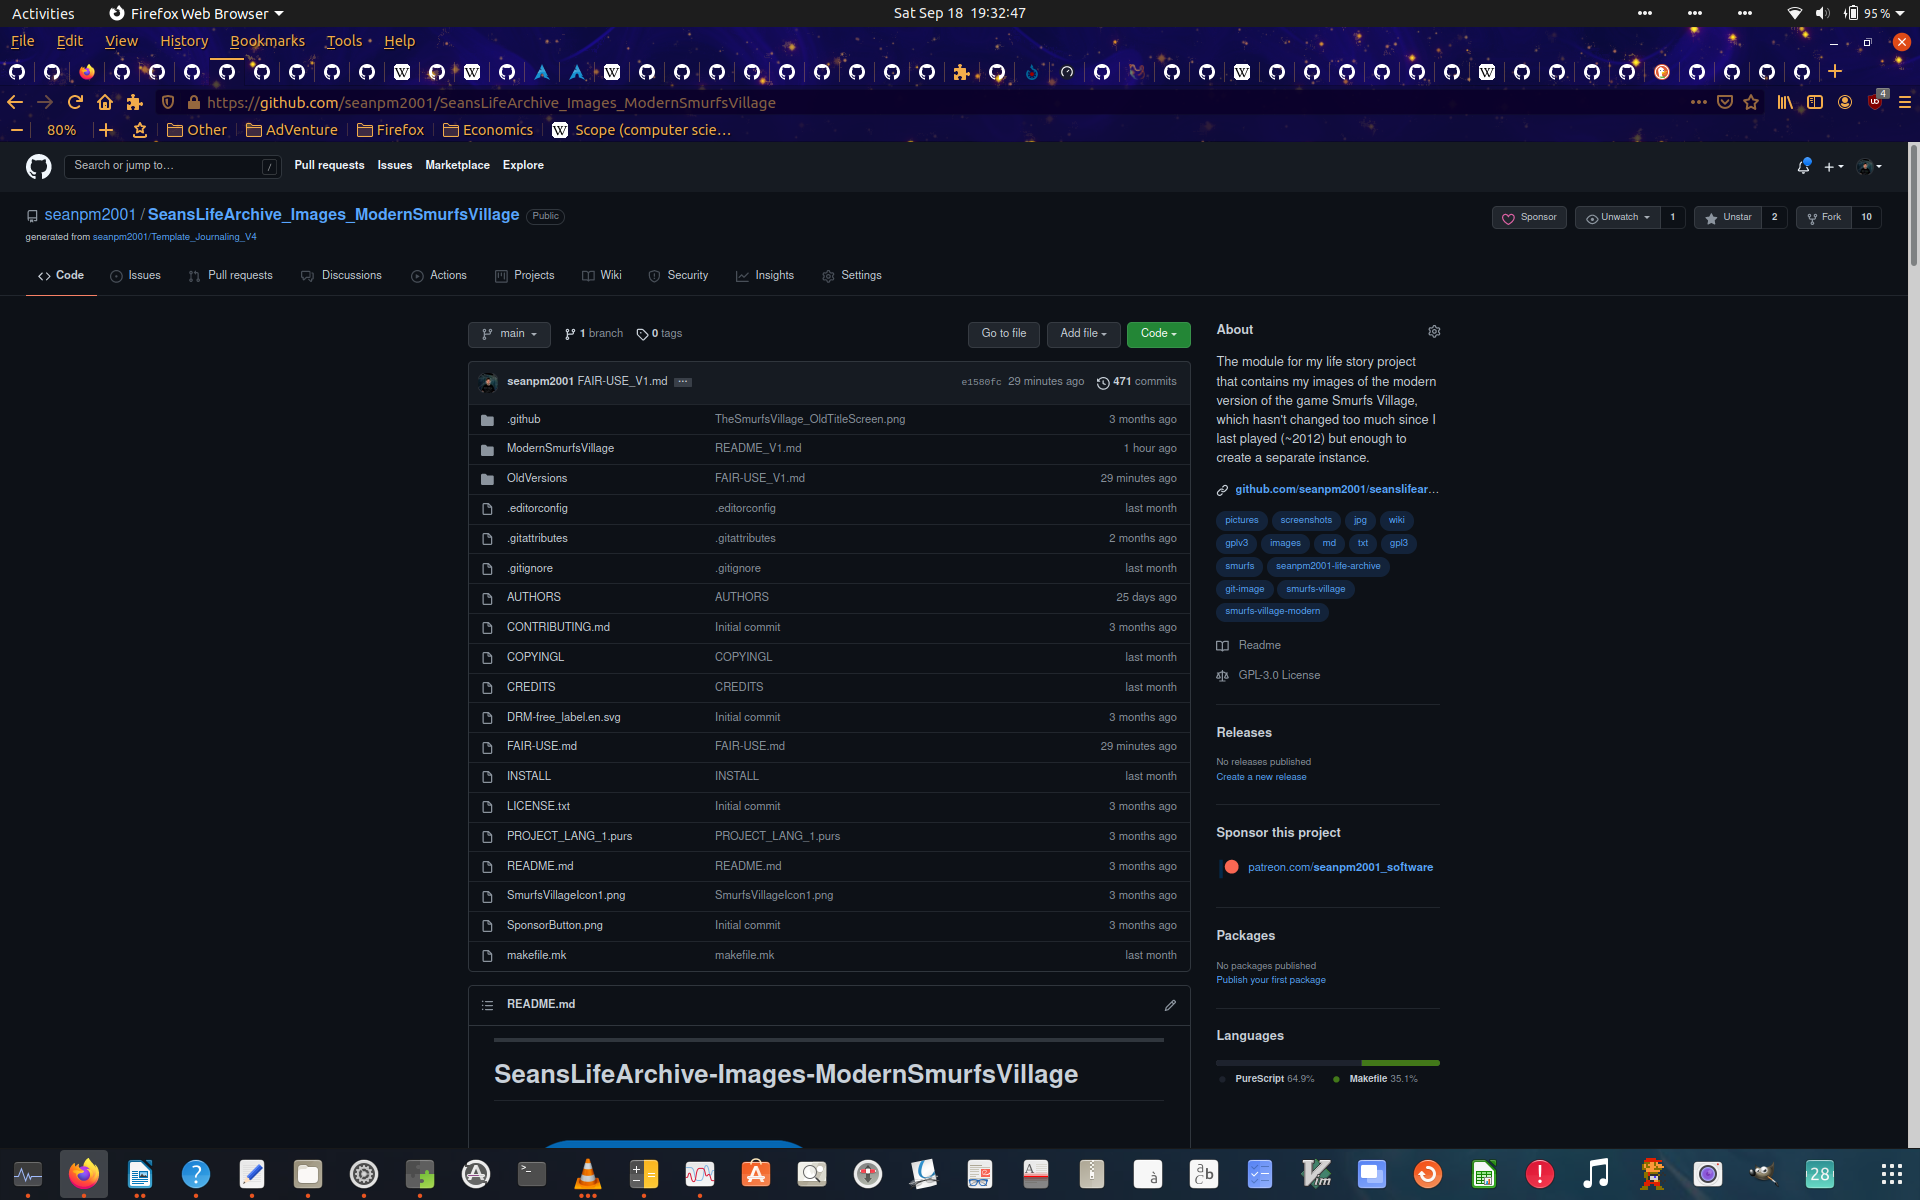 Activities
Firefox Web Browser
Sat Sep 18 19:32:47
95 %
File Edit View History Bookmarks Tools Help
https://github.com/seanpm2001/SeansLifeArchive_Images_ModernSmurfsVillage
4
80%
Other
AdVenture
Firefox
Economics
Scope (computer scie…
Search or jump to…
/
Pull requests Issues Marketplace Explore
seanpm2001 / SeansLifeArchive_Images_ModernSmurfsVillage Public
generated from seanpm2001/Template_Journaling_V4
Sponsor
Unwatch 1
Unstar 2
Fork 10
Code Issues Pull requests Discussions Actions Projects Wiki Security Insights Settings
main
1 branch
0 tags
Go to file
Add file
Code
seanpm2001 FAIR-USE_V1.md e1580fc 29 minutes ago 471 commits
.github TheSmurfsVillage_OldTitleScreen.png 3 months ago
ModernSmurfsVillage README_V1.md 1 hour ago
OldVersions FAIR-USE_V1.md 29 minutes ago
.editorconfig .editorconfig last month
.gitattributes .gitattributes 2 months ago
.gitignore .gitignore last month
AUTHORS AUTHORS 25 days ago
CONTRIBUTING.md Initial commit 3 months ago
COPYINGL COPYINGL last month
CREDITS CREDITS last month
DRM-free_label.en.svg Initial commit 3 months ago
FAIR-USE.md FAIR-USE.md 29 minutes ago
INSTALL INSTALL last month
LICENSE.txt Initial commit 3 months ago
PROJECT_LANG_1.purs PROJECT_LANG_1.purs 3 months ago
README.md README.md 3 months ago
SmurfsVillageIcon1.png SmurfsVillageIcon1.png 3 months ago
SponsorButton.png Initial commit 3 months ago
makefile.mk makefile.mk last month
README.md
SeansLifeArchive-Images-ModernSmurfsVillage
About
The module for my life story project
that contains my images of the modern
version of the game Smurfs Village,
which hasn't changed too much since I
last played (~2012) but enough to
create a separate instance.
github.com/seanpm2001/seanslifear…
pictures screenshots jpg wiki
gplv3 images md txt gpl3
smurfs seanpm2001-life-archive
git-image smurfs-village
smurfs-village-modern
Readme
GPL-3.0 License
Releases
No releases published
Create a new release
Sponsor this project
patreon.com/seanpm2001_software
Packages
No packages published
Publish your first package
Languages
PureScript 64.9% Makefile 35.1%
28